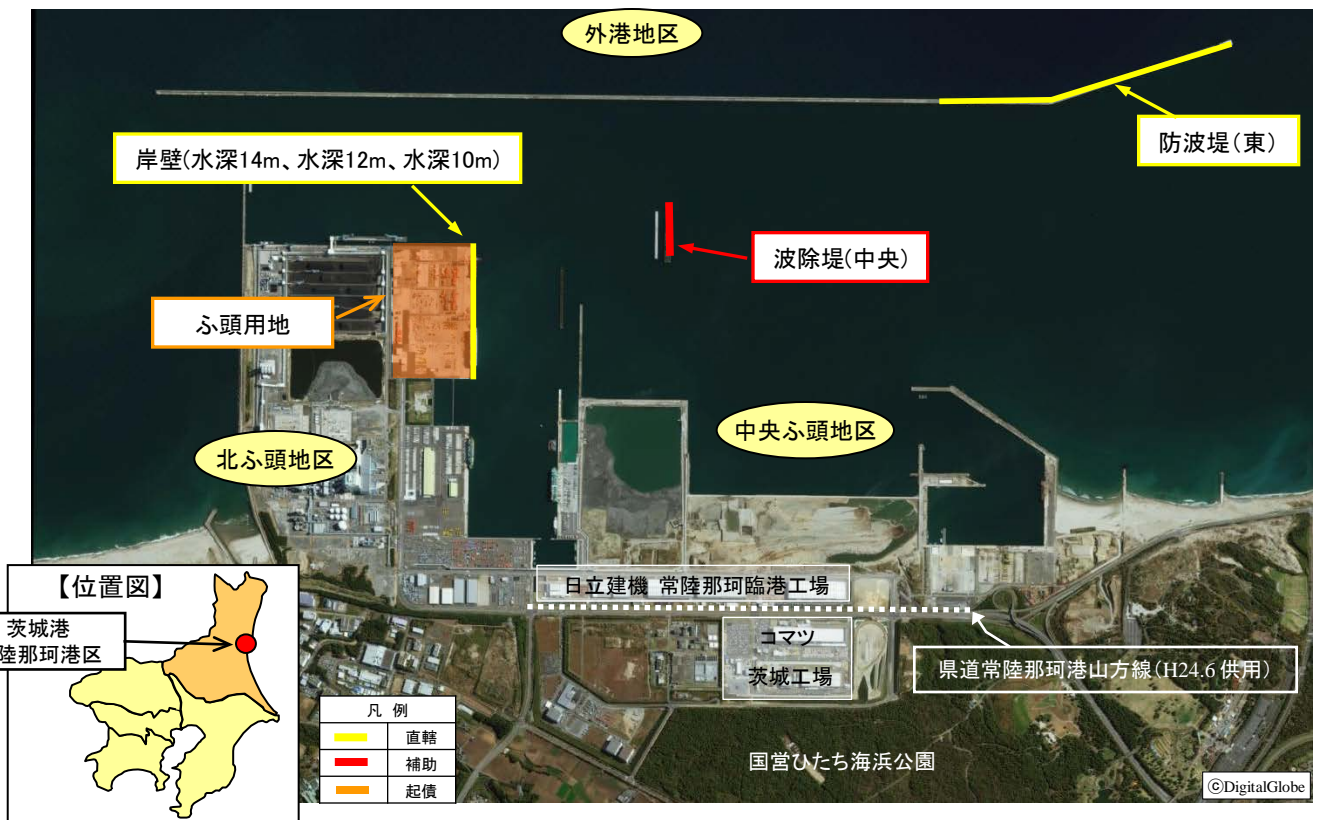 外港地区
防波堤(東)
岸壁(水深14m、水深12m、水深10m)
波除堤(中央)
ふ頭用地
中央ふ頭地区
北ふ頭地区
【位置図】
茨城港
陸那珂港区
日立建機 常陸那珂臨港工場
コマツ
茨城工場
県道常陸那珂港山方線(H24.6 供用)
凡 例
直轄
補助
起債
国営ひたち海浜公園
©DigitalGlobe